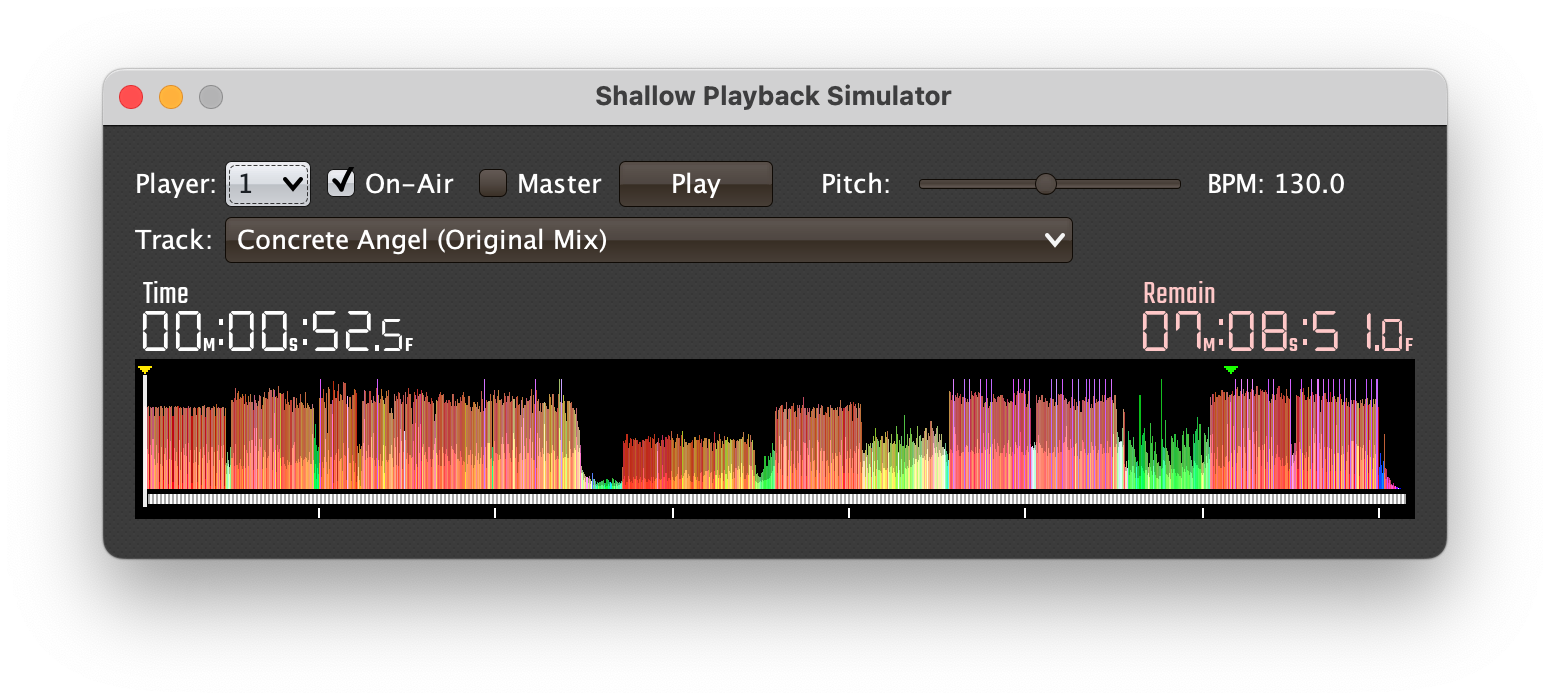 Shallow Playback Simulator
Player: 1 On-Air Master Play Pitch: BPM: 130.0
Track: Concrete Angel (Original Mix)
Time Remain
00M:00S:52.5F 07M:08S:51.0F